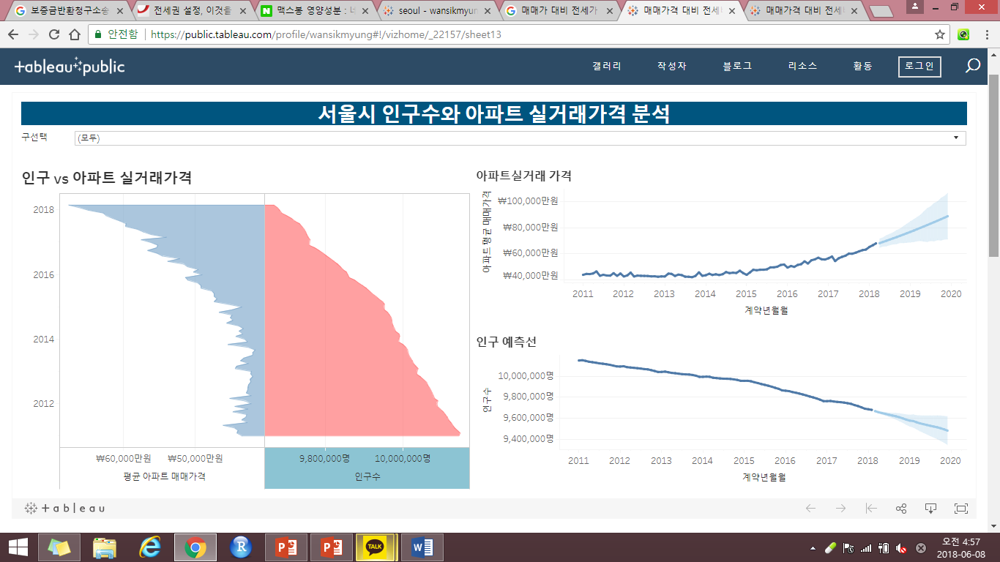 보증금반환청구소송
전세권 설정, 이것을
맥스봉 영양성분 : 네
seoul - wansikmyun
매매가 대비 전세가
매매가격 대비 전세
매매가격 대비 전세
안전함 https://public.tableau.com/profile/wansikmyung#!/vizhome/_22157/sheet13
+ableau public 갤러리 작성자 블로그 리소스 활동 로그인
서울시 인구수와 아파트 실거래가격 분석
구선택 (모두)
인구 vs 아파트 실거래가격
2018
2016
2014
2012
₩60,000만원 ₩50,000만원 9,800,000명 10,000,000명
평균 아파트 매매가격 인구수
아파트실거래 가격
아파트평균 매매가격
₩100,000만원
₩80,000만원
₩60,000만원
₩40,000만원
2011 2012 2013 2014 2015 2016 2017 2018 2019 2020
계약년월월
인구 예측선
인구수
10,000,000명
9,800,000명
9,600,000명
9,400,000명
2011 2012 2013 2014 2015 2016 2017 2018 2019 2020
계약년월월
+ableau
TALK
오전 4:57
2018-06-08